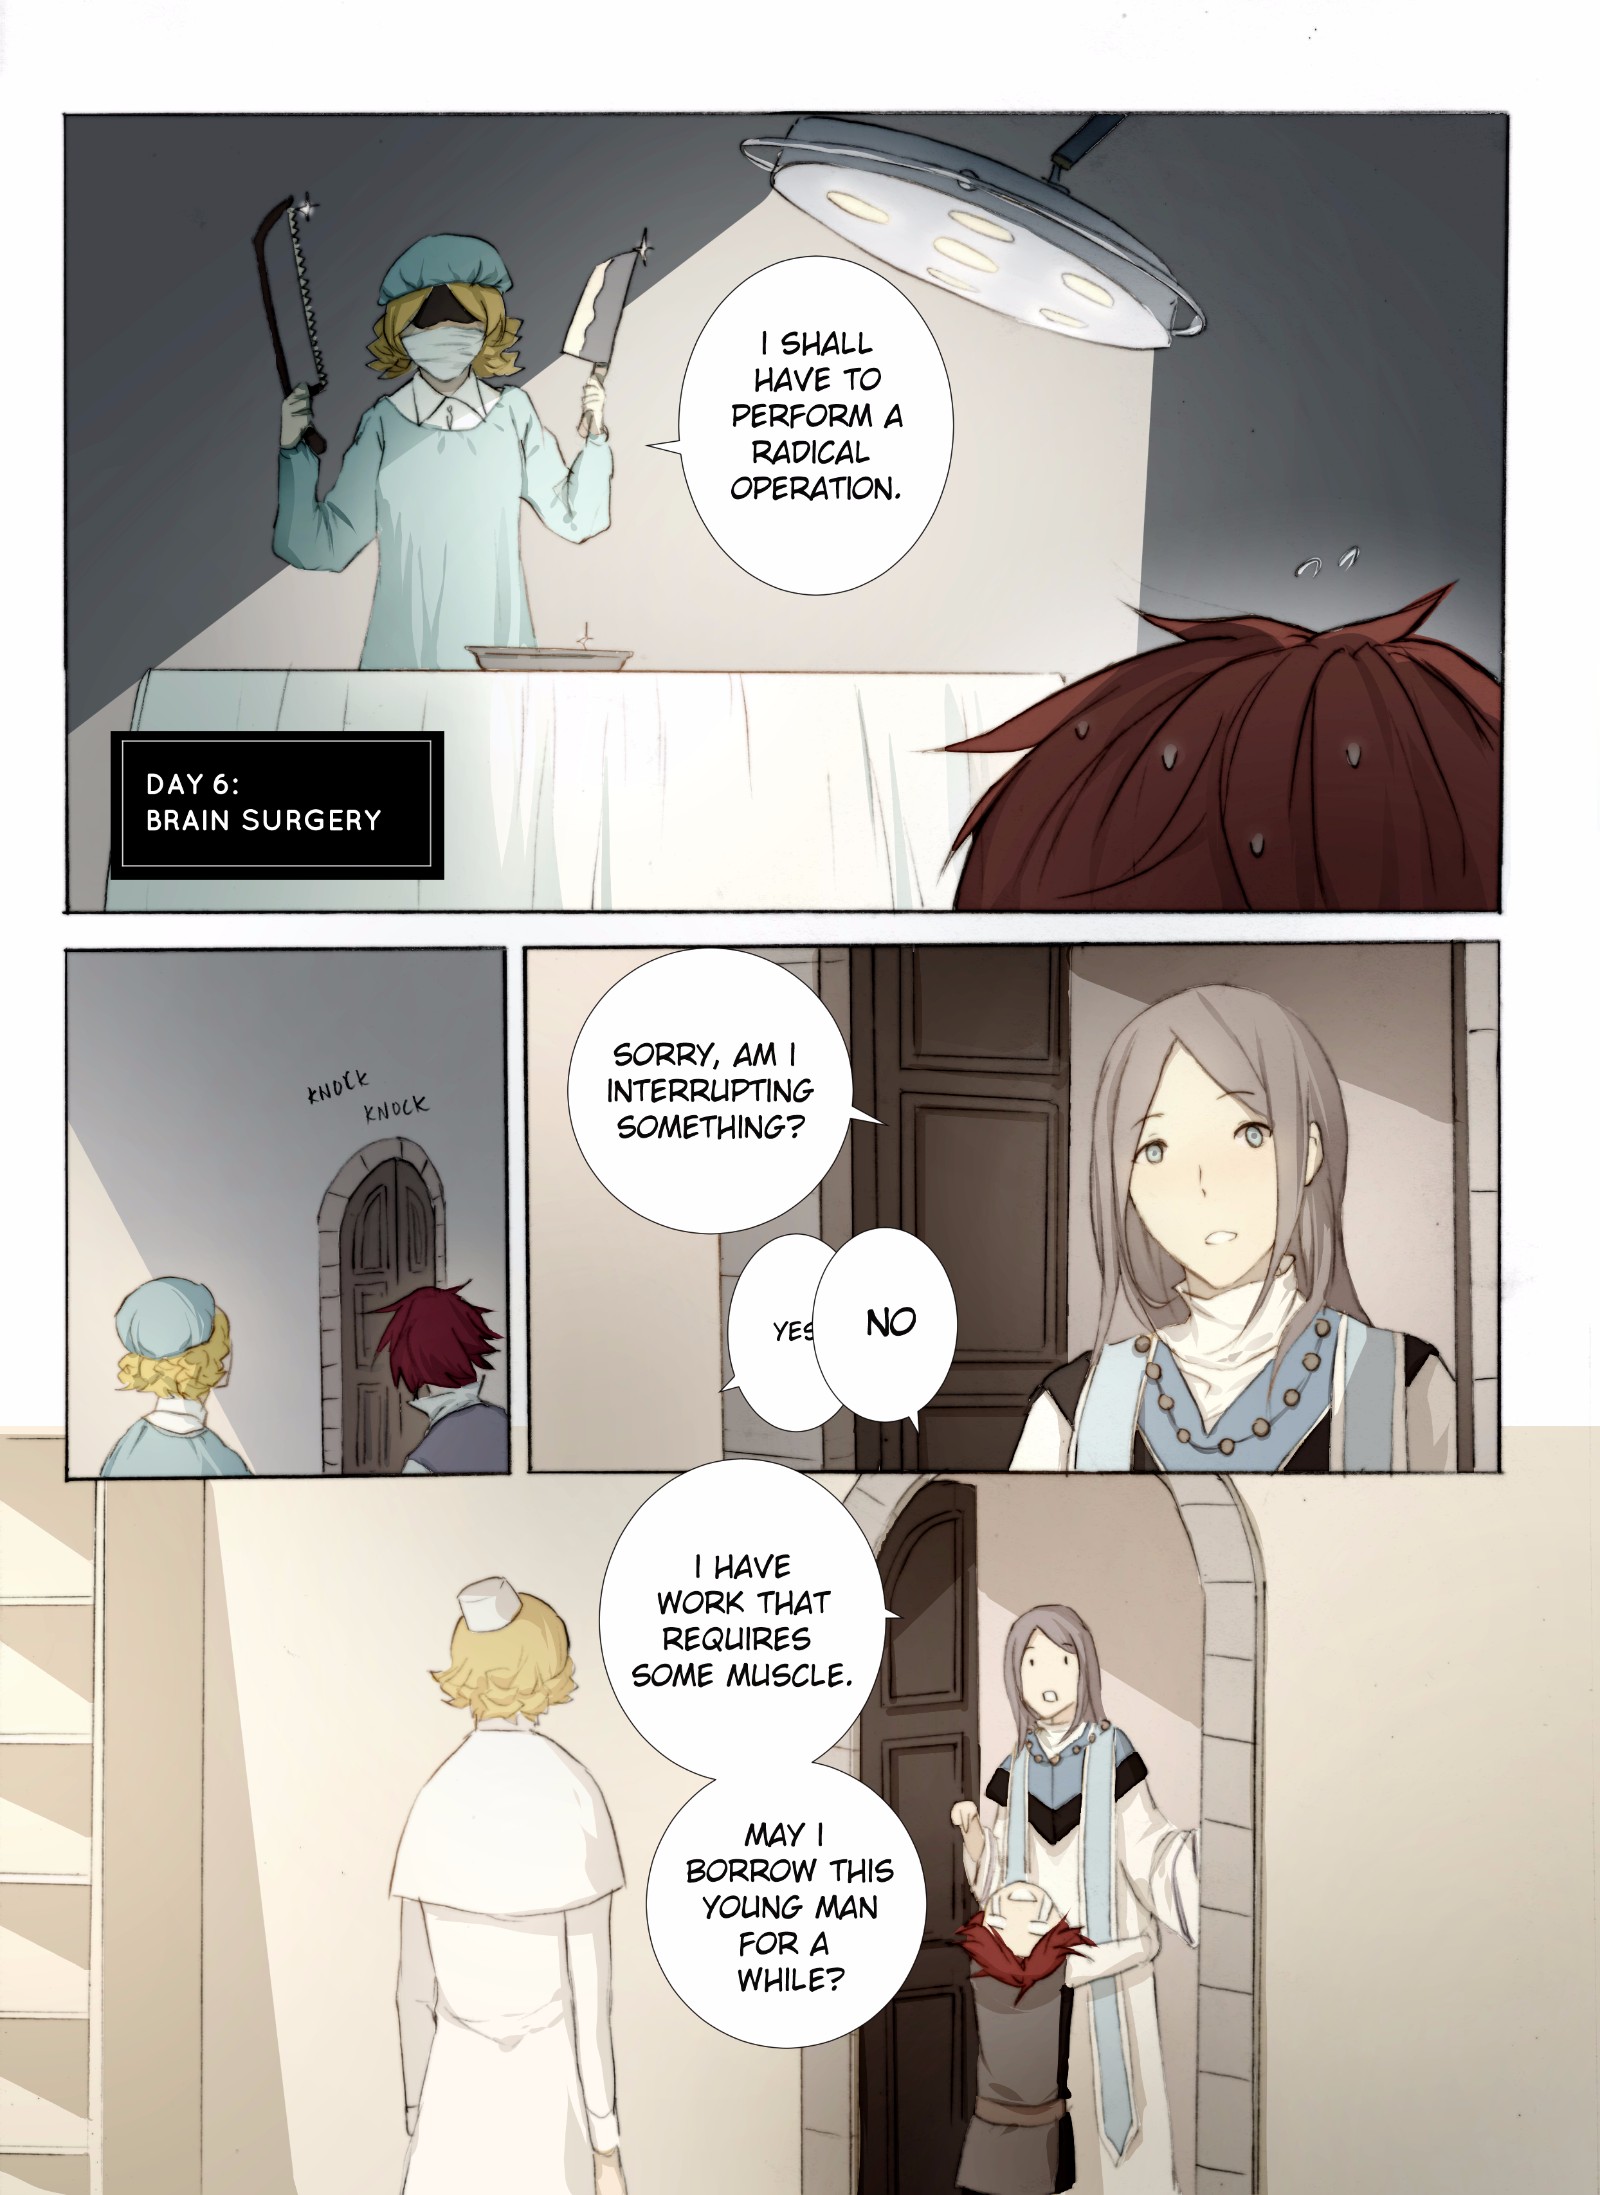 I SHALL
HAVE TO
PERFORM A
RADICAL
OPERATION.
DAY 6:
BRAIN SURGERY
KNOCK
KNOCK
SORRY, AM I
INTERRUPTING
SOMETHING?
YES
NO
I HAVE
WORK THAT
REQUIRES
SOME MUSCLE.
MAY I
BORROW THIS
YOUNG MAN
FOR A
WHILE?